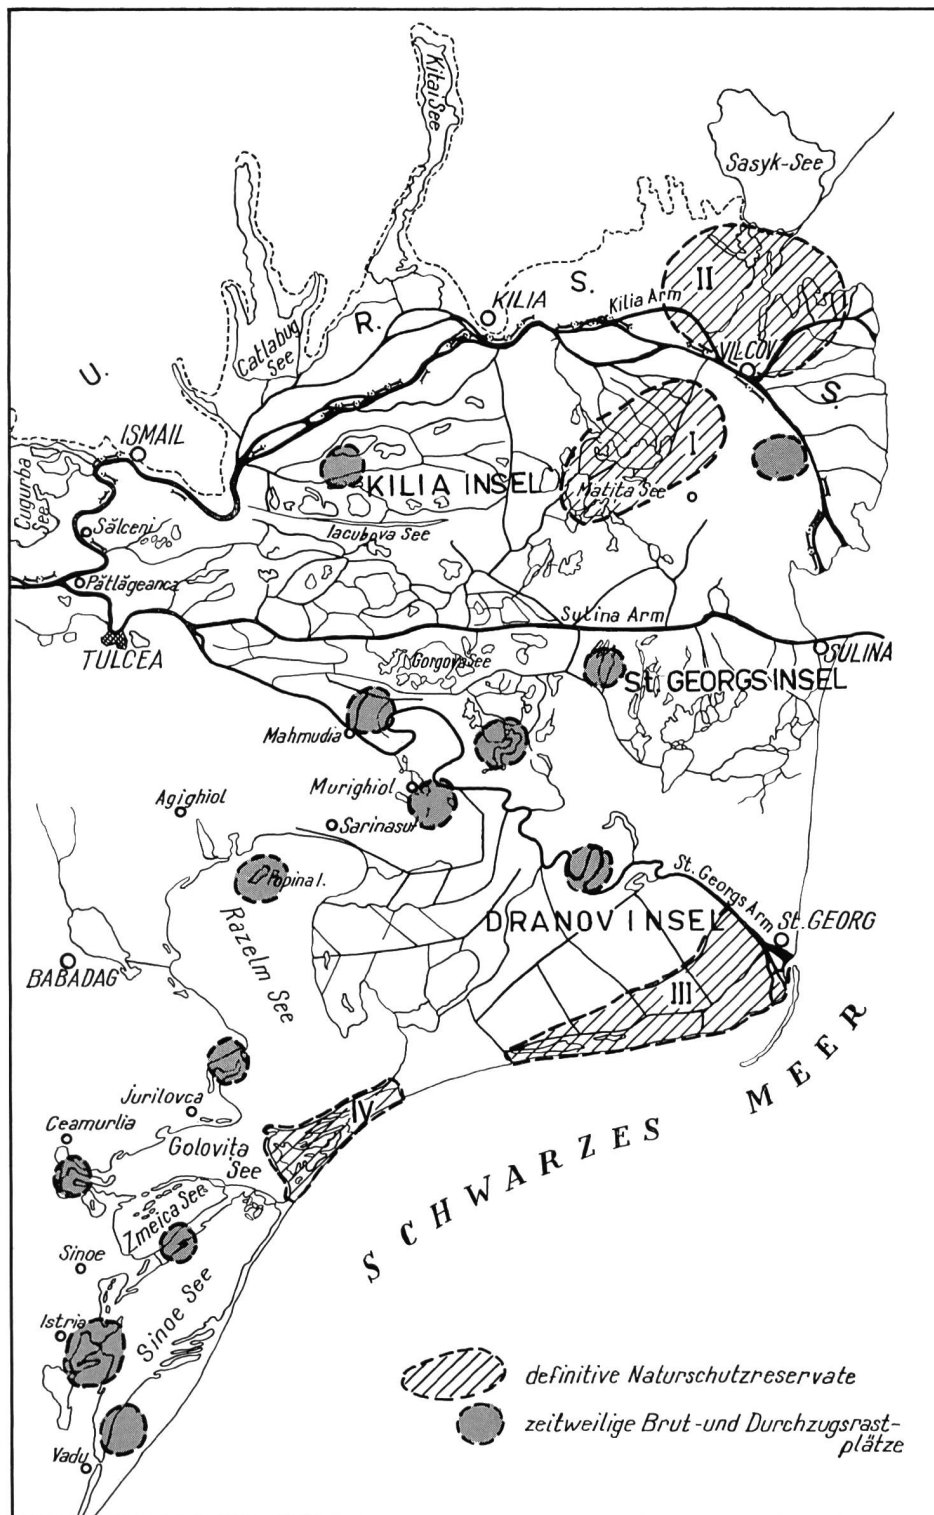 Kitai See
Sasyk-See
Catlabug
See
U.
R.
S.
S.
KILIA
Kilia Arm
II
VILCOV
ISMAIL
Cugurba
See
Sălceni
Pătlăgeanca
TULCEA
KILIA INSEL
Iacubova See
I
Matita See
Sulina Arm
SULINA
Gorgova See
St. GEORGSINSEL
Mahmudia
Murighiol
Agighiol
Sarinasuf
Popina I.
Razelm See
BABADAG
DRANOV INSEL
St. Georgs Arm
St. GEORG
III
IV
Jurilovca
Ceamurlia
Golovita
See
Zmeica See
Sinoe
Sinoe See
Istria
Vadu
SCHWARZES MEER
definitive Naturschutzreservate
zeitweilige Brut-und Durchzugsrast-
plätze